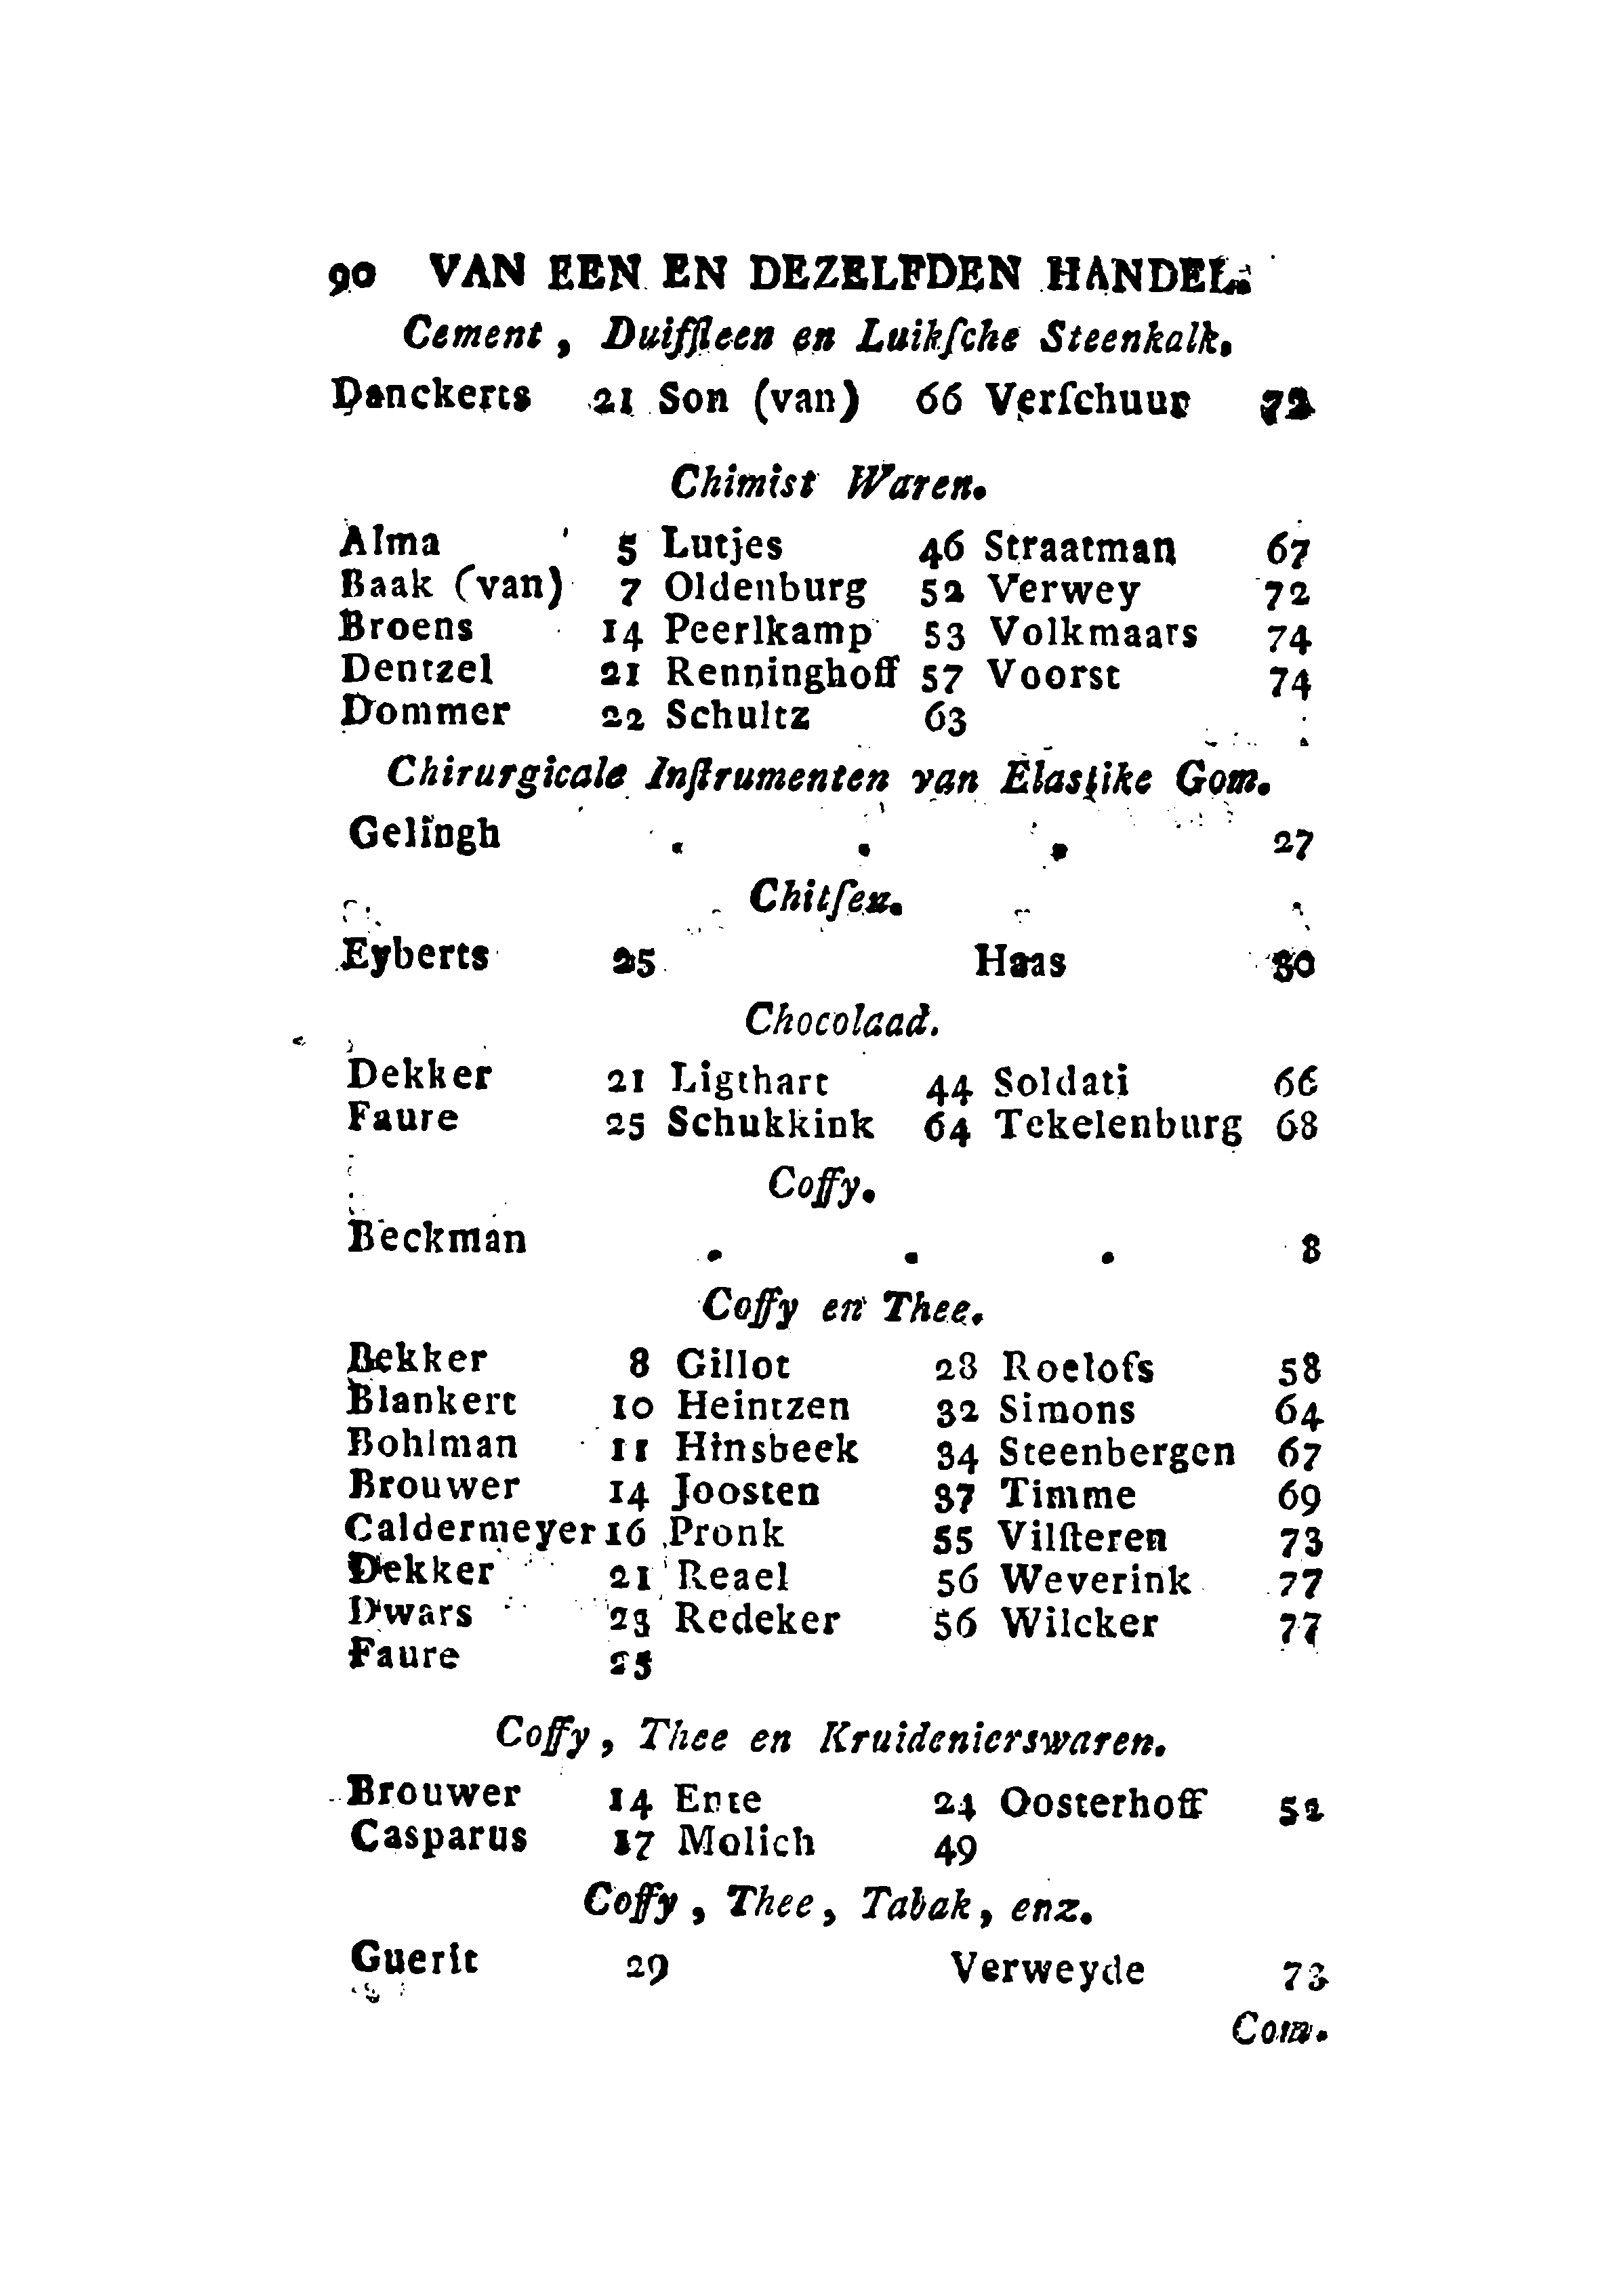 90 VAN EEN EN DEZELFDEN HANDEL.
Cement, Duifſteen en Luikſche Steenkalk.
Danckerts 21 Son (van) 66 Verſchuur 72
Chimist Waren.
Alma 5 Lutjes 46 Straatman 67
Baak (van) 7 Oldenburg 52 Verwey 72
Broens 14 Peerlkamp 53 Volkmaars 74
Dentzel 21 Renninghoff 57 Voorst 74
Dommer 22 Schultz 63
Chirurgicale Inſtrumenten van Elastike Gom.
Gelingh . . . 27
Chitſen.
Eyberts 25 Haas 30
Chocolaad.
Dekker 21 Ligthart 44 Soldati 66
Faure 25 Schukkink 64 Tekelenburg 68
Coffy.
Beckman . . . 8
Coffy en Thee.
Bekker 8 Gillot 28 Roelofs 58
Blankert 10 Heintzen 32 Simons 64
Bohlman 11 Hinsbeek 34 Steenbergen 67
Brouwer 14 Joosten 37 Timme 69
Caldermeyer 16 Pronk 55 Vilſteren 73
Dekker 21 Reael 56 Weverink 77
Dwars 23 Redeker 56 Wilcker 77
Faure 25
Coffy, Thee en Kruidenierswaren.
Brouwer 14 Ente 24 Oosterhoff 52
Casparus 17 Molich 49
Coffy, Thee, Tabak, enz.
Guerit 29 Verweyde 73
Com.